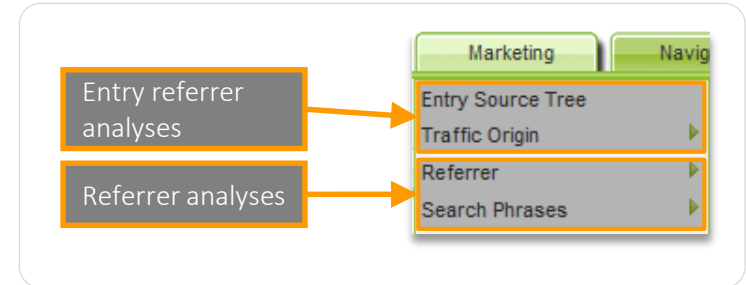 Marketing
Navig
Entry referrer
analyses
Entry Source Tree
Traffic Origin
Referrer analyses
Referrer
Search Phrases